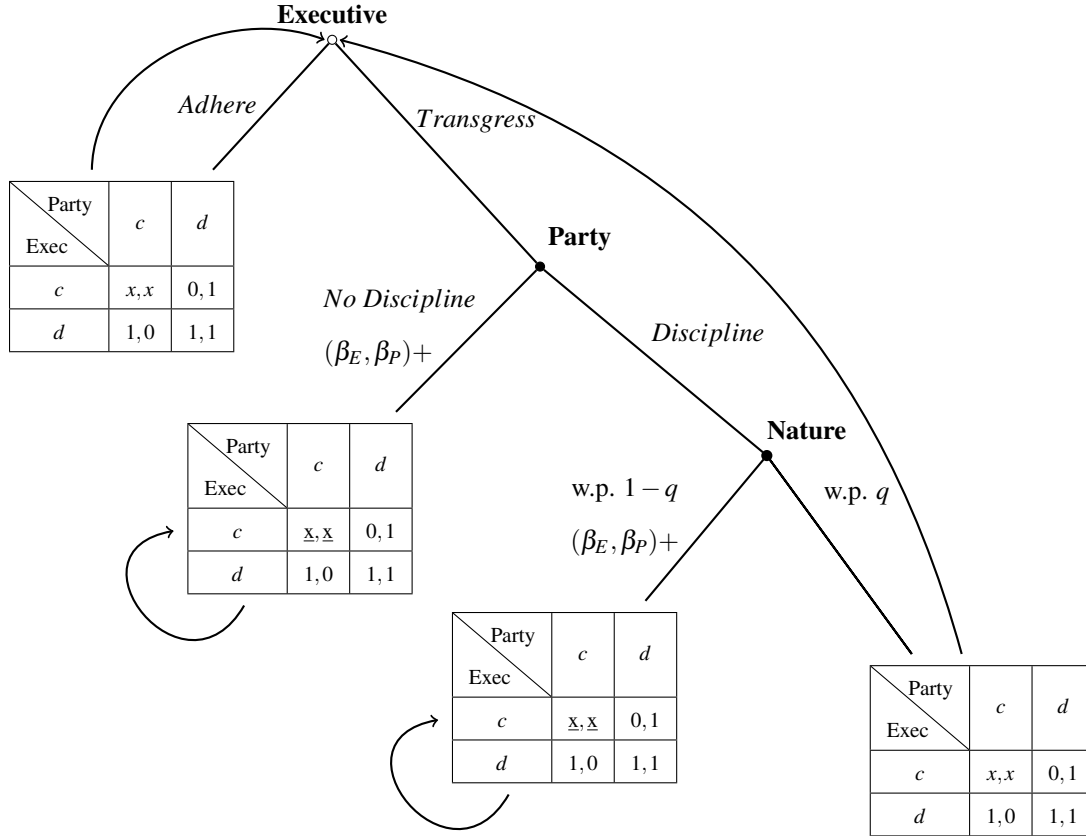 Executive
Adhere
Transgress
Party
Exec
c d
c x,x 0,1
d 1,0 1,1
Party
No Discipline
(β_E, β_P)+
Discipline
Party
Exec
c d
c x,x 0,1
d 1,0 1,1
Nature
w.p. 1−q
(β_E, β_P)+
w.p. q
Party
Exec
c d
c x,x 0,1
d 1,0 1,1
Party
Exec
c d
c x,x 0,1
d 1,0 1,1